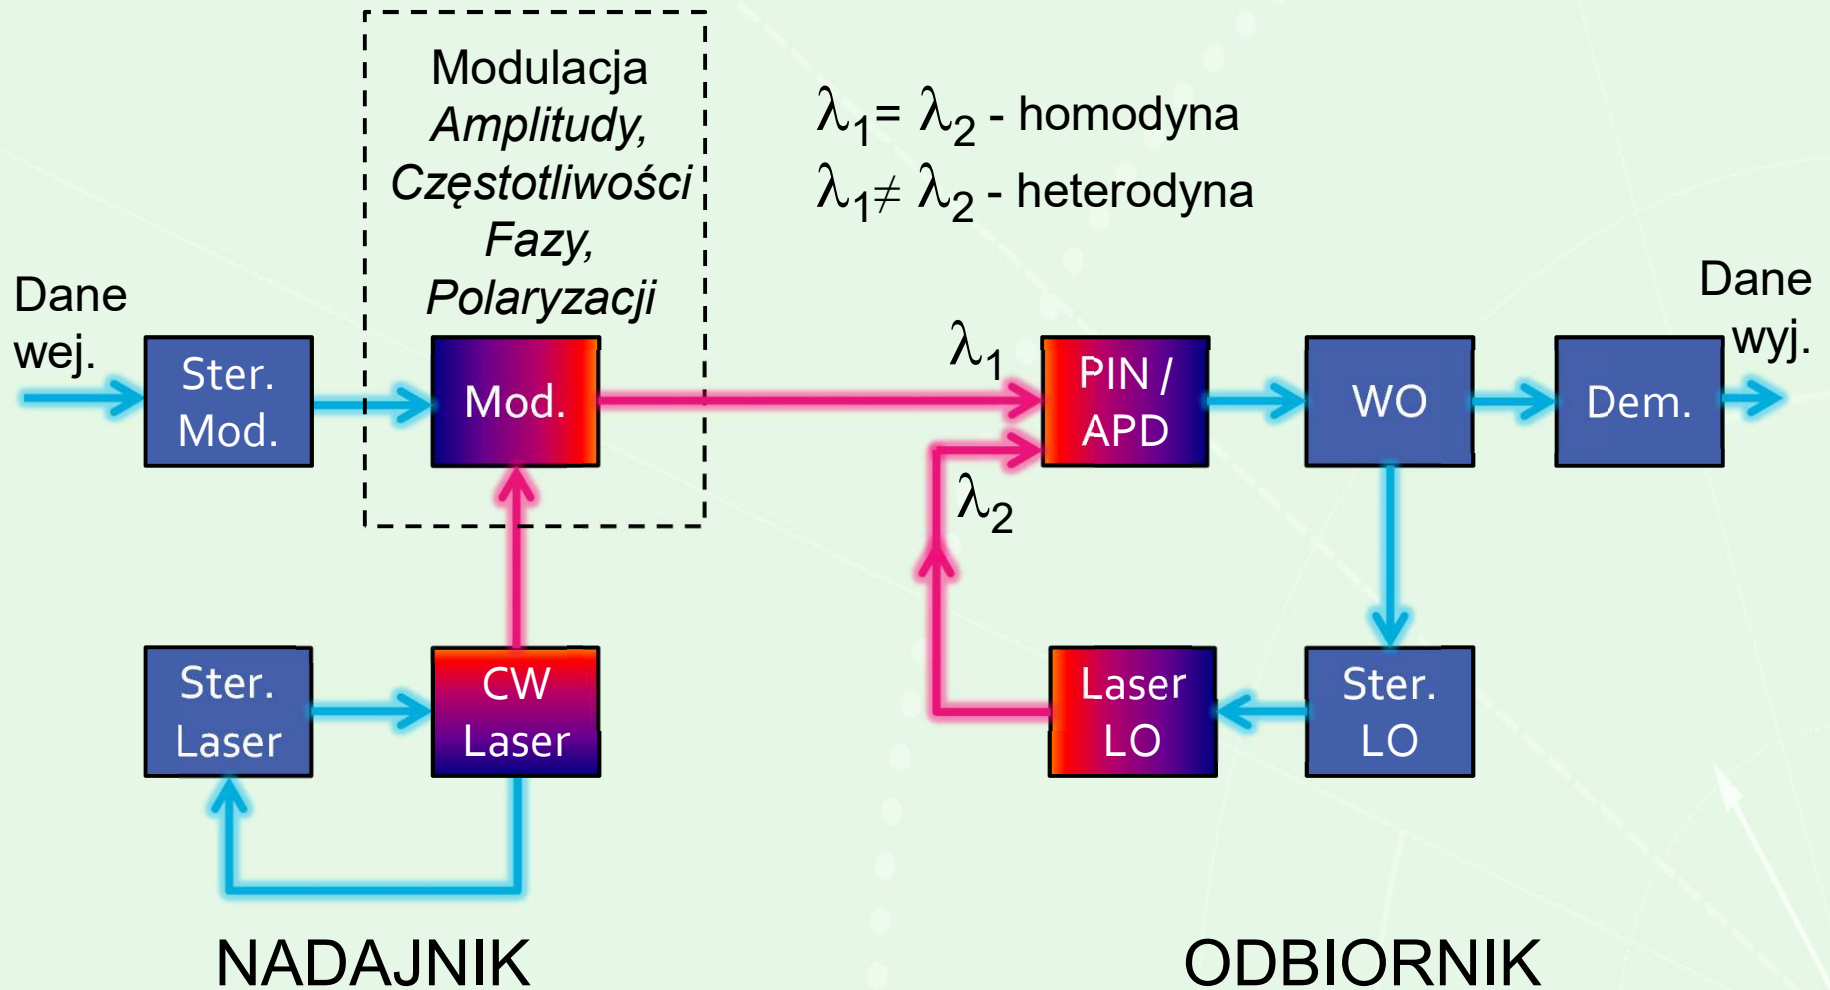 Modulacja
Amplitudy,
Częstotliwości
Fazy,
Polaryzacji
λ1= λ2 - homodyna
λ1≠ λ2 - heterodyna
Dane
wej.
Ster.
Mod.
Mod.
λ1
λ2
PIN /
APD
WO
Dem.
Dane
wyj.
Ster.
Laser
CW
Laser
Laser
LO
Ster.
LO
NADAJNIK
ODBIORNIK